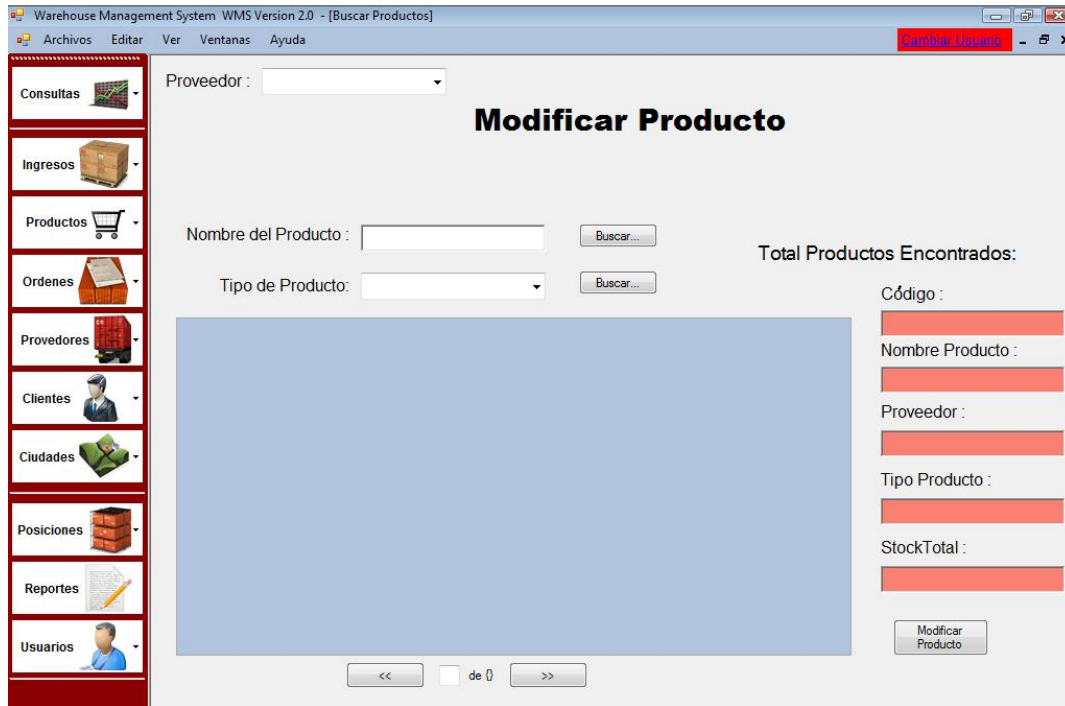 Warehouse Management System WMS Version 2.0 - [Buscar Productos]
Archivos Editar Ver Ventanas Ayuda
Cambiar Usuario
Consultas
Ingresos
Productos
Ordenes
Provedores
Clientes
Ciudades
Posiciones
Reportes
Usuarios
Proveedor :
Modificar Producto
Nombre del Producto :
Buscar...
Tipo de Producto:
Buscar...
Total Productos Encontrados:
Código :
Nombre Producto :
Proveedor :
Tipo Producto :
StockTotal :
Modificar
Producto
<< de {} >>